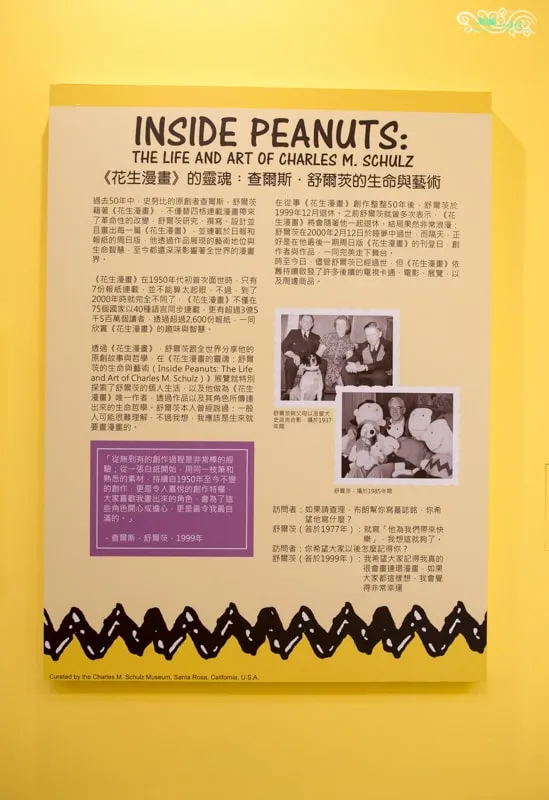 INSIDE PEANUTS:
THE LIFE AND ART OF CHARLES M. SCHULZ
《花生漫畫》的靈魂：查爾斯．舒爾茨的生命與藝術
過去50年中，史努比的原創者查爾斯．舒爾茨
藉著《花生漫畫》，不僅替四格連載漫畫帶來
了革命性的改變，舒爾茨研究、撰寫、設計並
且畫出每一篇《花生漫畫》，並連載於日報和
報紙的周日版，他透過作品展現的藝術地位與
生命智慧，至今都還深深影響著全世界的漫畫
界。
《花生漫畫》在1950年代初首次面世時，只有
7份報紙連載，並不能算太起眼，不過，到了
2000年時就完全不同了，《花生漫畫》不僅在
75個國家以40種語言同步連載，更有超過3億5
千5百萬個讀者，透過超過2,600份報紙，一同
欣賞《花生漫畫》的趣味與智慧。
透過《花生漫畫》，舒爾茨跟全世界分享他的
原創故事與哲學，在《花生漫畫的靈魂：舒爾
茨的生命與藝術（Inside Peanuts: The Life
and Art of Charles M. Schulz）》展覽就特別
探索了舒爾茨的個人生活，以及他做為《花生
漫畫》唯一作者，透過作品以及其角色所傳達
出來的生命哲學。舒爾茨本人曾經說過：一般
人可能很難理解，不過我想，我應該是生來就
要畫漫畫的。
「從無到有的創作過程是非常棒的經
驗；從一張白紙開始，用同一枝筆和
熟悉的素材，持續自1950年至今不變
的創作，更是令人喜悅的創作特權，
大家喜歡我畫出來的角色，會為了這
些角色開心或擔心，更是最令我最自
滿的。」
- 查爾斯．舒爾茨，1999年
在從事《花生漫畫》創作整整50年後，舒爾茨於
1999年12月退休。之前舒爾茨就曾多次表示，《花
生漫畫》將會隨著他一起退休。結局果然非常浪漫：
舒爾茨在2000年2月12日於睡夢中過世，而隔天，正
好是在他最後一期周日版《花生漫畫》的刊登日，創
作者與作品，一同完美走下舞台。
時至今日，儘管舒爾茨已經過世，但《花生漫畫》依
舊持續啟發了許多後續的電視卡通、電影、展覽，以
及周邊商品。
舒爾茨與父母以及愛犬
史派克合影，攝於1937
年間
舒爾茨，攝於1985年間
訪問者：如果請查理．布朗幫你寫墓誌銘，你希
望他寫什麼？
舒爾茨（答於1977年）：就寫「他為我們帶來快
樂」，我想這就夠了。
訪問者：你希望大家以後怎麼記得你？
舒爾茨（答於1999年）：我希望大家記得我真的
很會畫連環漫畫，如果
大家都這樣想，我會覺
得非常幸運
Curated by the Charles M. Schulz Museum, Santa Rosa, California, U.S.A.